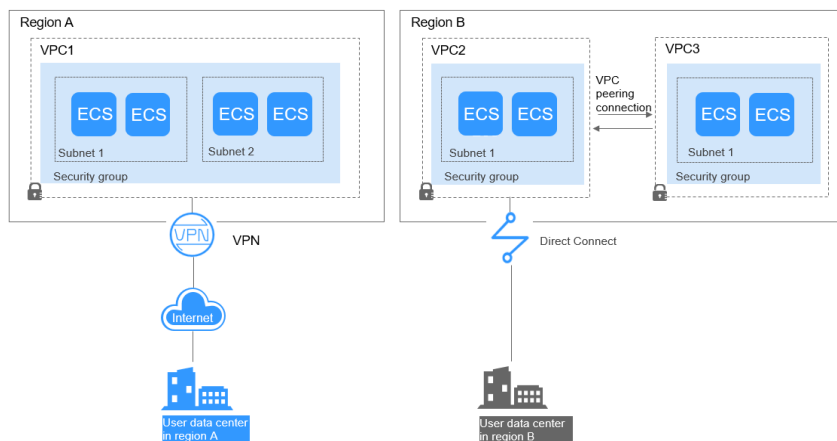 Region A
VPC1
ECS
ECS
Subnet 1
ECS
ECS
Subnet 2
Security group
VPN
VPN
Internet
User data center
in region A
Region B
VPC2
ECS
ECS
Subnet 1
Security group
VPC
peering
connection
VPC3
ECS
ECS
Subnet 1
Security group
Direct Connect
User data center
in region B